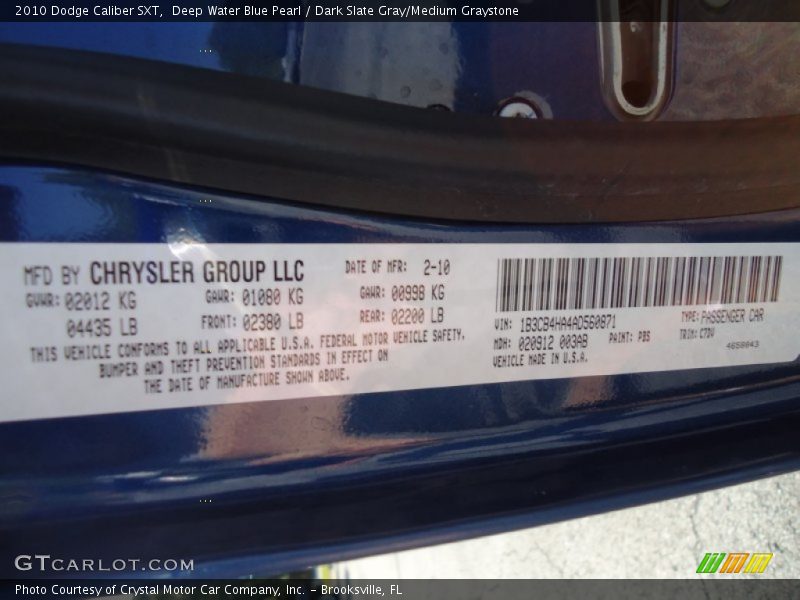 2010 Dodge Caliber SXT,  Deep Water Blue Pearl / Dark Slate Gray/Medium Graystone
MFD BY CHRYSLER GROUP LLC
DATE OF MFR: 2-10
GVWR: 02012 KG
GAWR: 01080 KG
GAWR: 00998 KG
04435 LB
FRONT: 02380 LB
REAR: 02200 LB
THIS VEHICLE CONFORMS TO ALL APPLICABLE U.S.A. FEDERAL MOTOR VEHICLE SAFETY,
BUMPER AND THEFT PREVENTION STANDARDS IN EFFECT ON
THE DATE OF MANUFACTURE SHOWN ABOVE.
VIN: 1B3CB4HA4AD560871
TYPE: PASSENGER CAR
MDH: 020912 003AB
PAINT: PBS
TRIM: C7DV
VEHICLE MADE IN U.S.A.
4658643
GTCARLOT.COM
Photo Courtesy of Crystal Motor Car Company, Inc. – Brooksville, FL